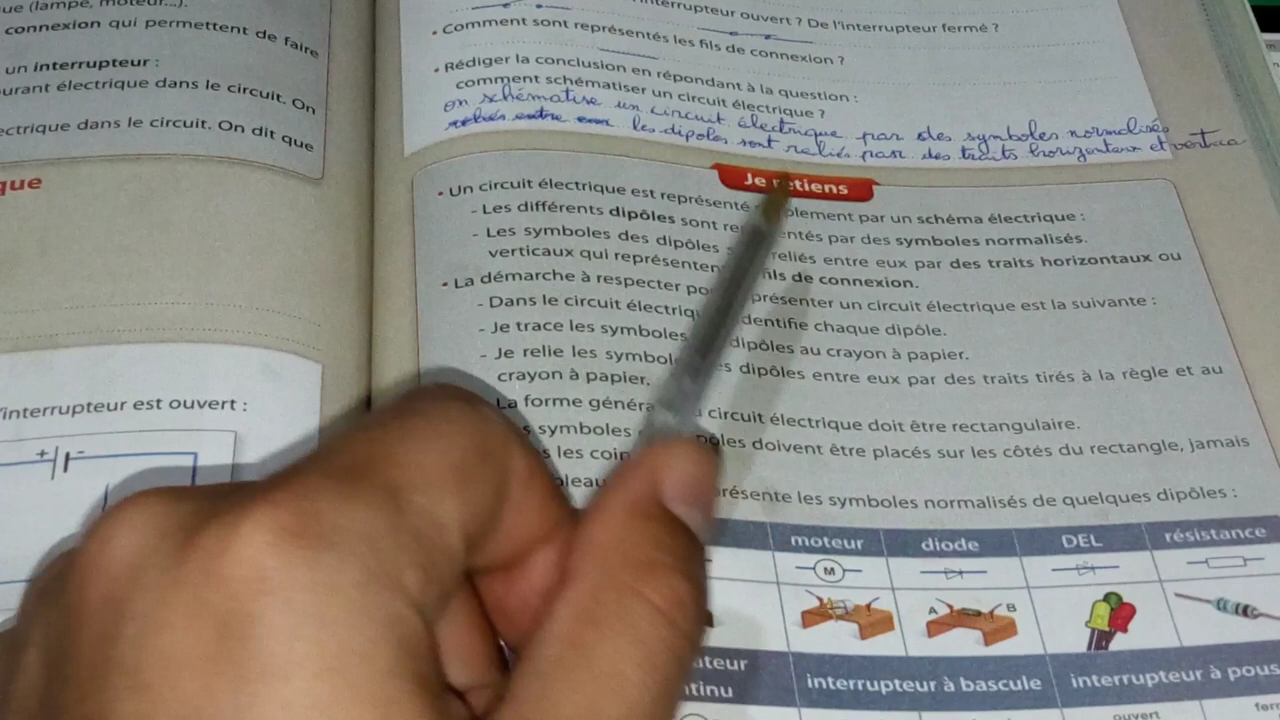 ue (lampe, moteur...).
connexion qui permettent de faire
un interrupteur :
urant électrique dans le circuit. On
ectrique dans le circuit. On dit que
que
'interrupteur est ouvert :
+ -
interrupteur ouvert ? De l'interrupteur fermé ?
• Comment sont représentés les fils de connexion ?
• Rédiger la conclusion en répondant à la question :
comment schématiser un circuit électrique ?
on schématise un circuit électrique par des symboles normalisés
les dipôles sont reliés par des traits horizontaux et vertica
Je retiens
• Un circuit électrique est représenté plement par un schéma électrique :
- Les différents dipôles sont re entés par des symboles normalisés.
- Les symboles des dipôles s reliés entre eux par des traits horizontaux ou
verticaux qui représenten fils de connexion.
• La démarche à respecter po présenter un circuit électrique est la suivante :
- Dans le circuit électriq dentifie chaque dipôle.
- Je trace les symboles dipôles au crayon à papier.
- Je relie les symbol s dipôles entre eux par des traits tirés à la règle et au
crayon à papier.
La forme généra circuit électrique doit être rectangulaire.
s symboles pôles doivent être placés sur les côtés du rectangle, jamais
s les coin
bleau résente les symboles normalisés de quelques dipôles :
moteur diode DEL résistance
M
A B
ateur
ntinu interrupteur à bascule interrupteur à pous
ouvert fer